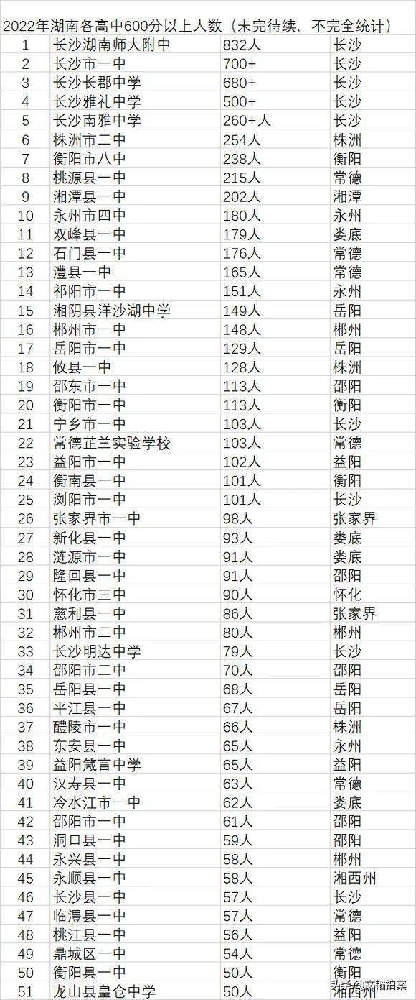 2022年湖南各高中600分以上人数（未完待续，不完全统计）
1 长沙湖南师大附中 832人 长沙
2 长沙市一中 700+ 长沙
3 长沙长郡中学 680+ 长沙
4 长沙雅礼中学 500+ 长沙
5 长沙南雅中学 260+人 长沙
6 株洲市二中 254人 株洲
7 衡阳市八中 238人 衡阳
8 桃源县一中 215人 常德
9 湘潭县一中 202人 湘潭
10 永州市四中 180人 永州
11 双峰县一中 179人 娄底
12 石门县一中 176人 常德
13 澧县一中 165人 常德
14 祁阳市一中 151人 永州
15 湘阴县洋沙湖中学 149人 岳阳
16 郴州市一中 148人 郴州
17 岳阳市一中 129人 岳阳
18 攸县一中 128人 株洲
19 邵东市一中 113人 邵阳
20 衡阳市一中 113人 衡阳
21 宁乡市一中 103人 长沙
22 常德芷兰实验学校 103人 常德
23 益阳市一中 102人 益阳
24 衡南县一中 101人 衡阳
25 浏阳市一中 101人 长沙
26 张家界市一中 98人 张家界
27 新化县一中 93人 娄底
28 涟源市一中 91人 娄底
29 隆回县一中 91人 邵阳
30 怀化市三中 90人 怀化
31 慈利县一中 86人 张家界
32 郴州市二中 80人 郴州
33 长沙明达中学 79人 长沙
34 邵阳市二中 70人 邵阳
35 岳阳县一中 68人 岳阳
36 平江县一中 67人 岳阳
37 醴陵市一中 66人 株洲
38 东安县一中 65人 永州
39 益阳箴言中学 65人 益阳
40 汉寿县一中 63人 常德
41 冷水江市一中 62人 娄底
42 邵阳市一中 61人 邵阳
43 洞口县一中 59人 邵阳
44 永兴县一中 58人 郴州
45 永顺县一中 58人 湘西州
46 长沙县一中 57人 长沙
47 临澧县一中 57人 常德
48 桃江县一中 56人 益阳
49 鼎城区一中 54人 常德
50 衡阳县一中 50人 衡阳
51 龙山县皇仓中学 50人 湘西州
头条@文韬拍案